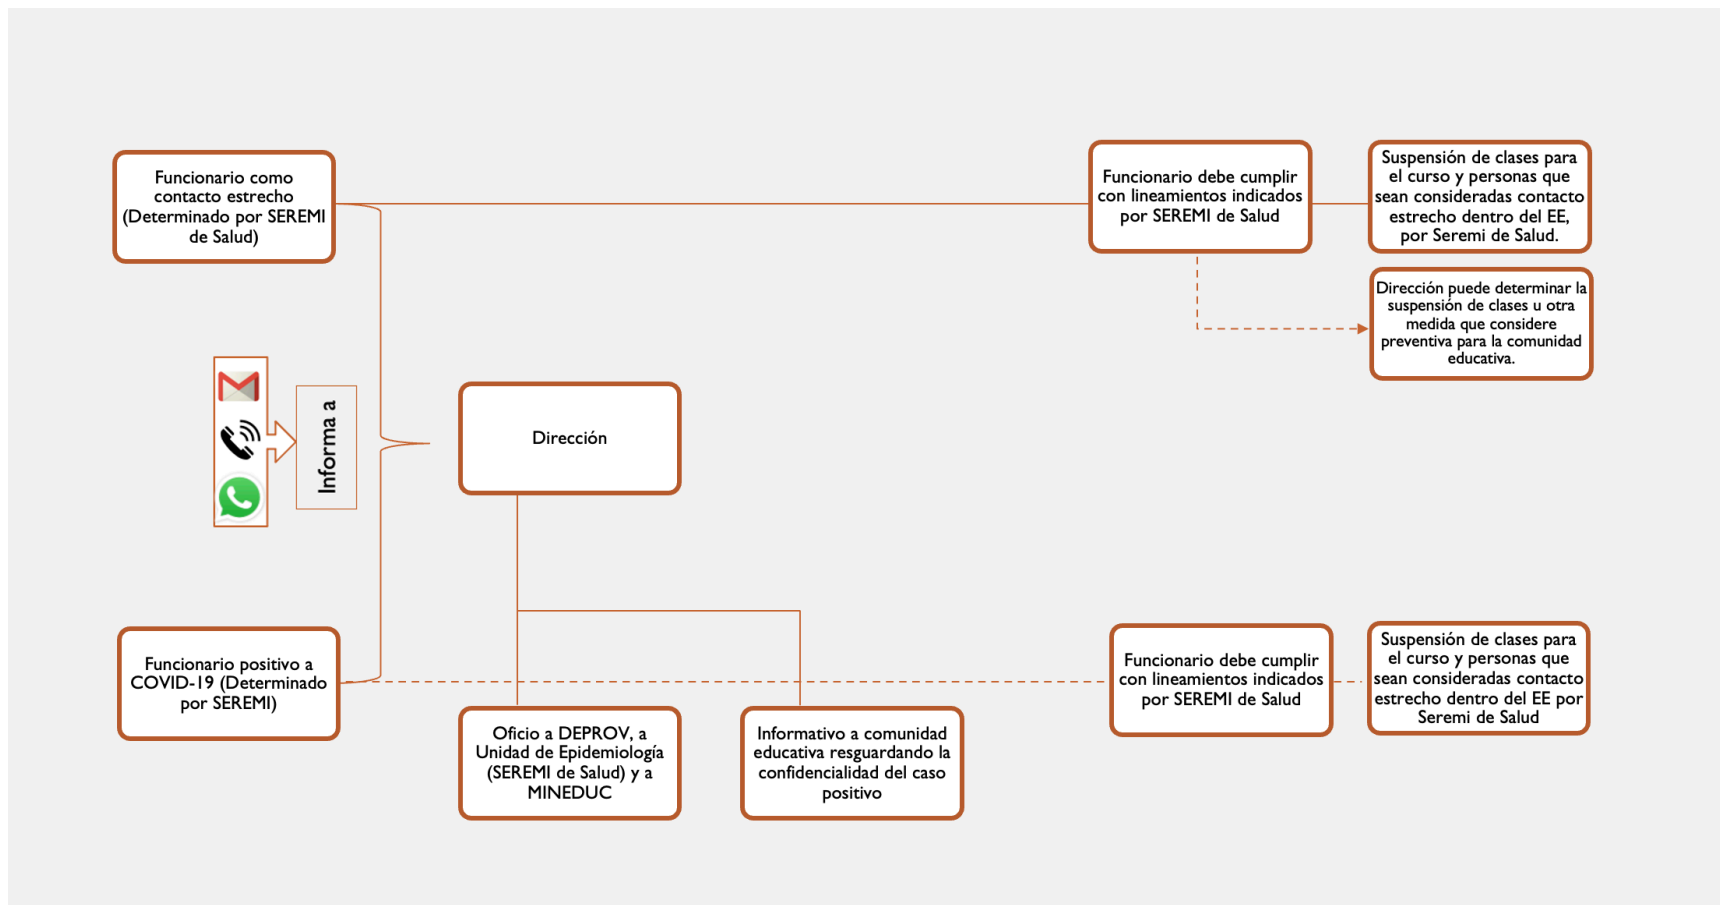 Funcionario como
contacto estrecho
(Determinado por SEREMI
de Salud)
Funcionario debe cumplir
con lineamientos indicados
por SEREMI de Salud
Suspensión de clases para
el curso y personas que
sean consideradas contacto
estrecho dentro del EE,
por Seremi de Salud.
Dirección puede determinar la
suspensión de clases u otra
medida que considere
preventiva para la comunidad
educativa.
Informa a
Dirección
Funcionario positivo a
COVID-19 (Determinado
por SEREMI)
Oficio a DEPROV, a
Unidad de Epidemiología
(SEREMI de Salud) y a
MINEDUC
Informativo a comunidad
educativa resguardando la
confidencialidad del caso
positivo
Funcionario debe cumplir
con lineamientos indicados
por SEREMI de Salud
Suspensión de clases para
el curso y personas que
sean consideradas contacto
estrecho dentro del EE por
Seremi de Salud